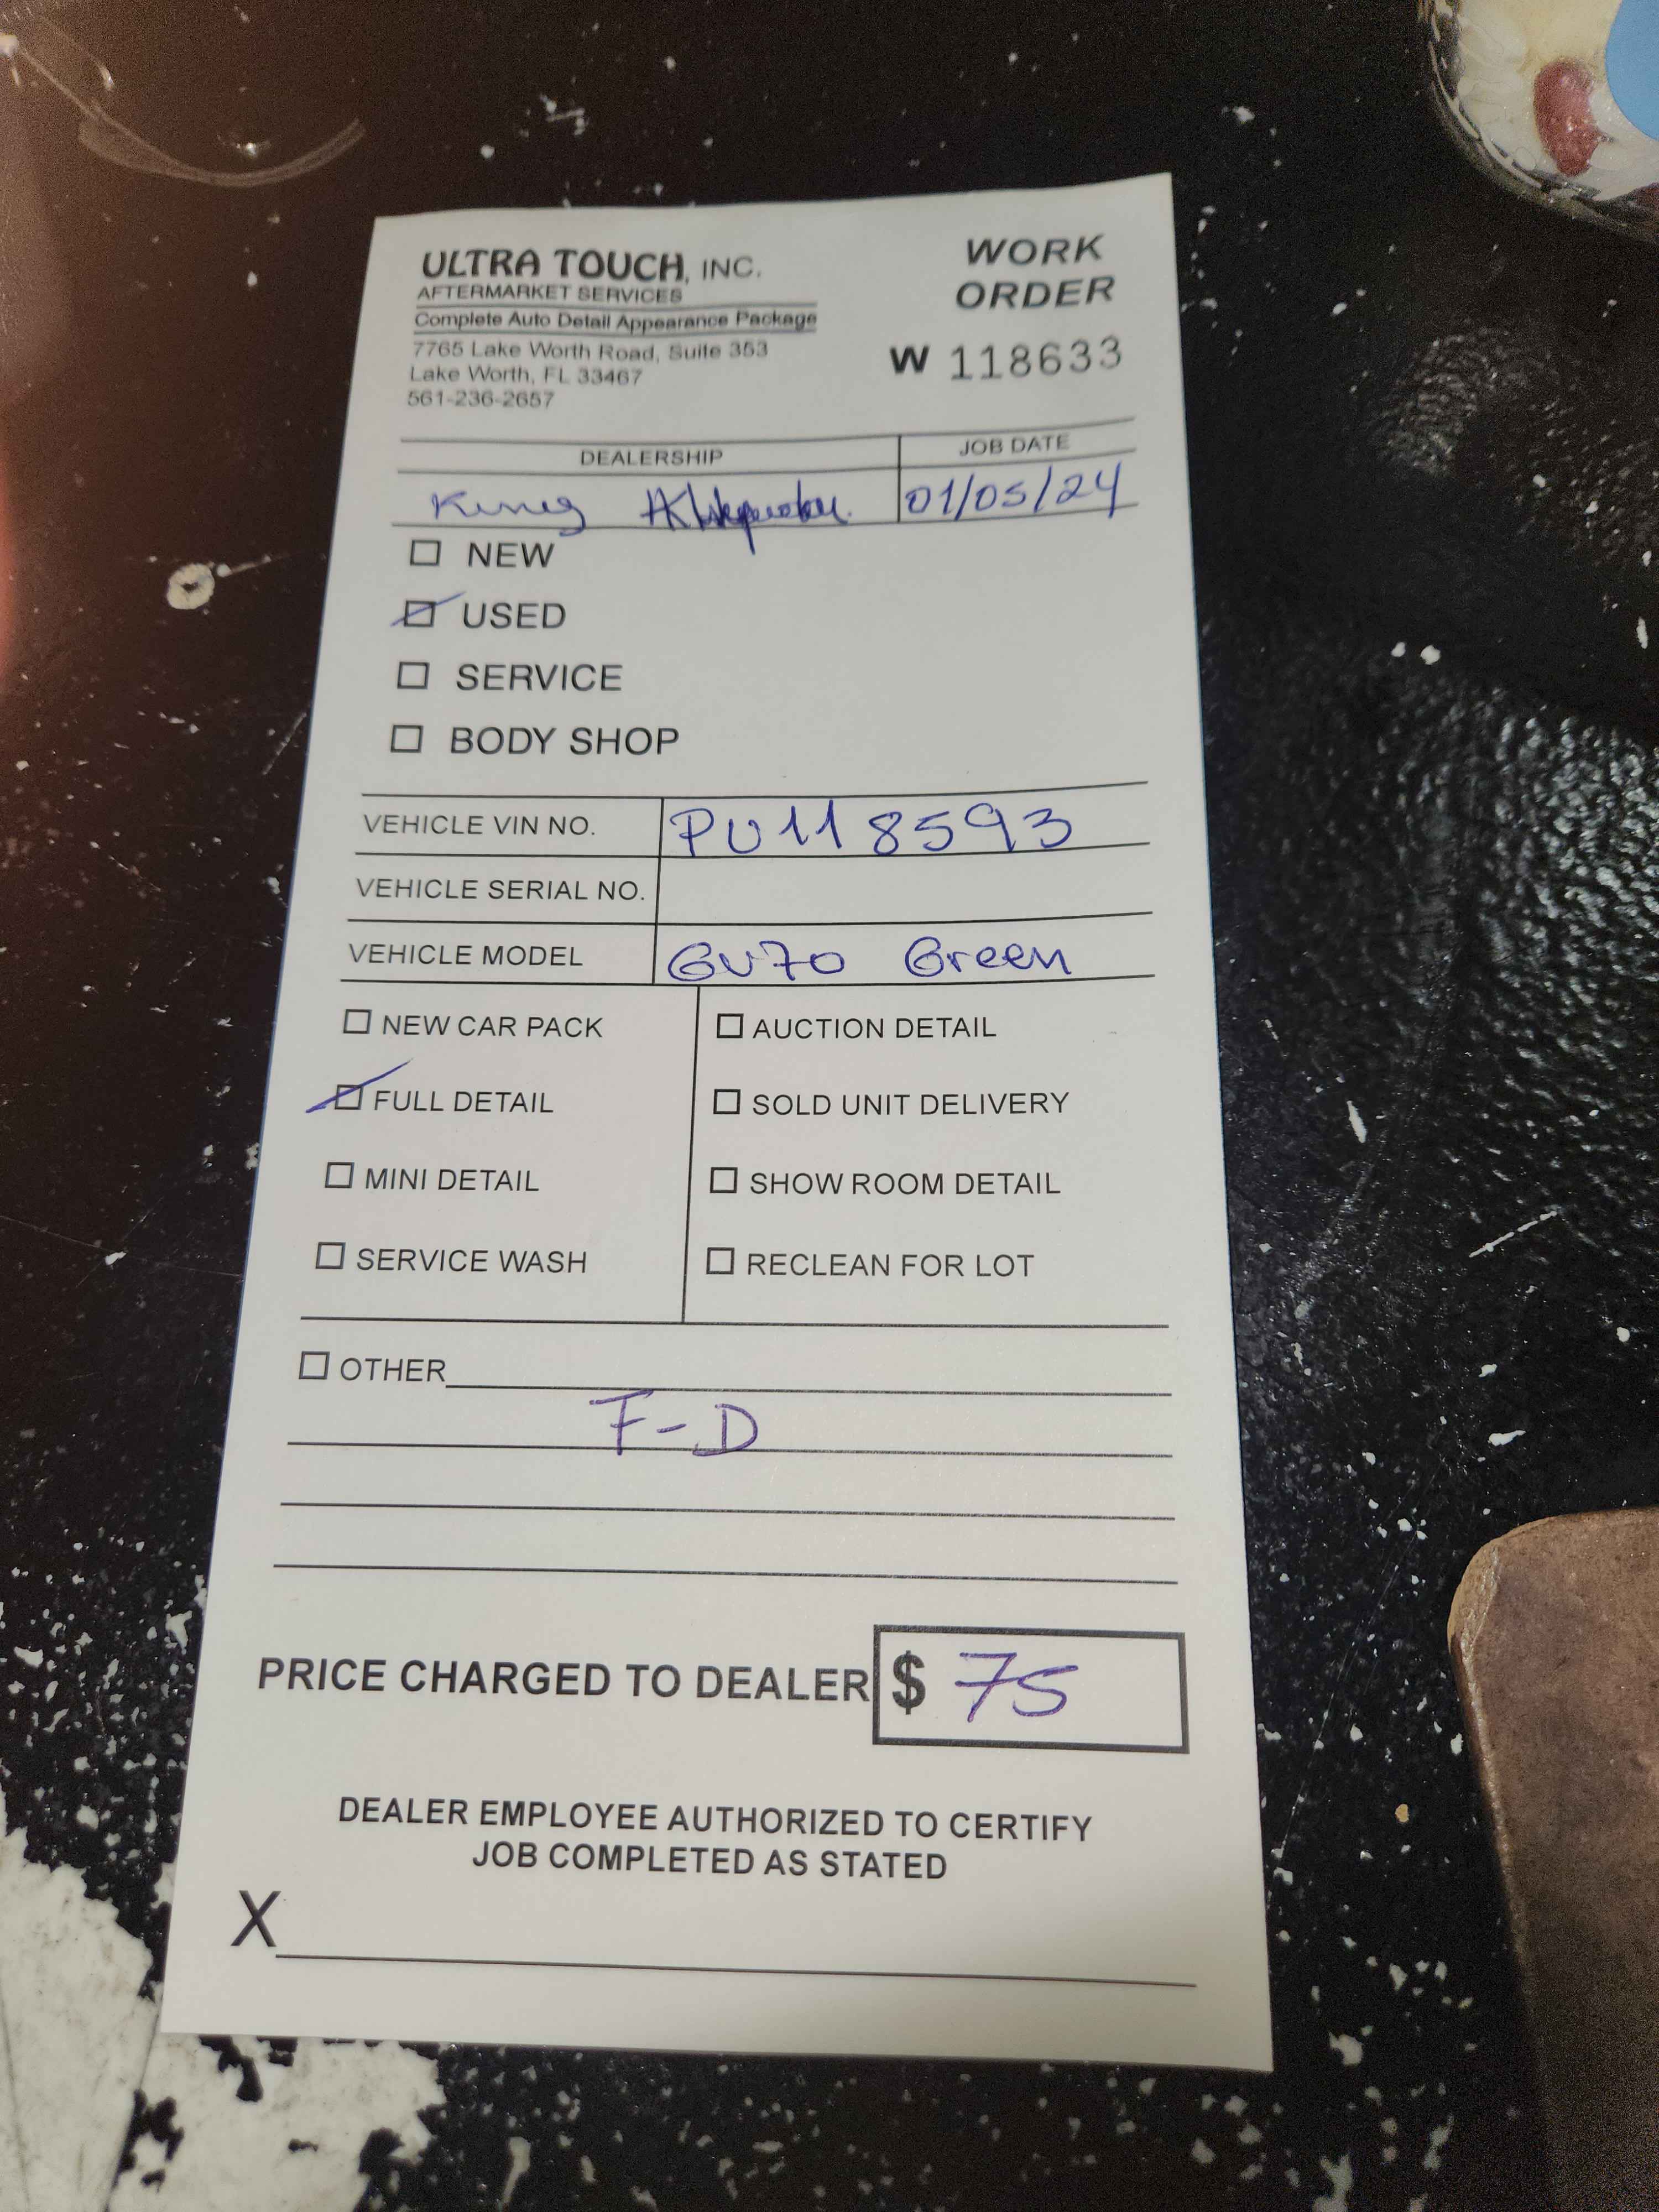 ULTRA TOUCH, INC.
WORK ORDER
AFTERMARKET SERVICES
Complete Auto Detail Appearance Package
7765 Lake Worth Road, Suite 353
Lake Worth, FL 33467
561-236-2657
W 118633
DEALERSHIP
JOB DATE
King
01/05/24
NEW
USED
SERVICE
BODY SHOP
VEHICLE VIN NO. PU118593
VEHICLE SERIAL NO.
VEHICLE MODEL GV70 Green
NEW CAR PACK
AUCTION DETAIL
FULL DETAIL
SOLD UNIT DELIVERY
MINI DETAIL
SHOW ROOM DETAIL
SERVICE WASH
RECLEAN FOR LOT
OTHER
F-D
PRICE CHARGED TO DEALER $ 75
DEALER EMPLOYEE AUTHORIZED TO CERTIFY
JOB COMPLETED AS STATED
X